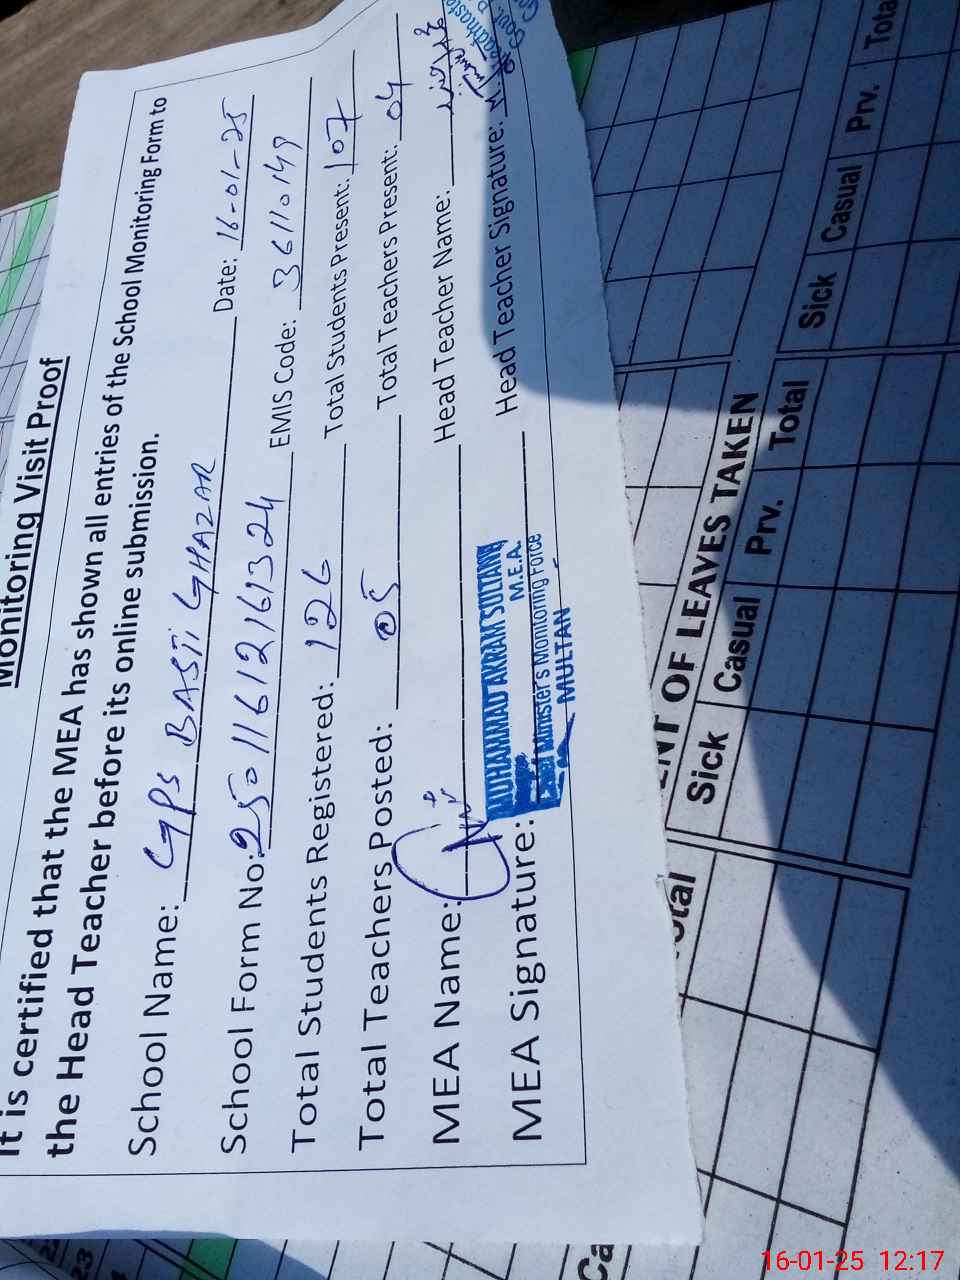 Monitoring Visit Proof
It is certified that the MEA has shown all entries of the School Monitoring Form to
the Head Teacher before its online submission.
School Name: GPS BASTI GHAZAR Date: 16-01-25
School Form No: 25011612161324 EMIS Code: 36110149
Total Students Registered: 126 Total Students Present: 107
Total Teachers Posted: 05 Total Teachers Present: 04
MEA Name: Head Teacher Name:
MEA Signature: Head Teacher Signature:
MUHAMMAD AKRAM SULTANI
M.E.A.
Minister's Monitoring Force
MULTAN
Headmaster
Govt.
OF LEAVES TAKEN
Total Sick Casual Prv. Total Sick Casual Prv. Total
16-01-25 12:17